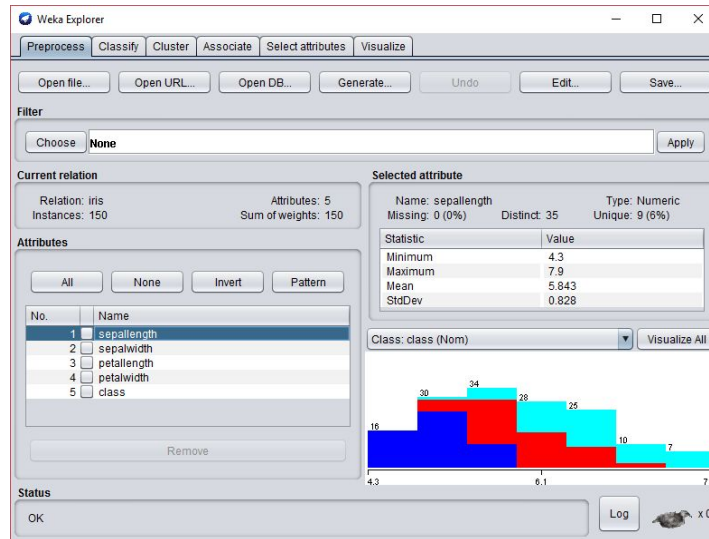 Weka Explorer
Preprocess Classify Cluster Associate Select attributes Visualize
Open file... Open URL... Open DB... Generate... Undo Edit... Save...
Filter
Choose None Apply
Current relation
Relation: iris Attributes: 5
Instances: 150 Sum of weights: 150
Attributes
All None Invert Pattern
No. Name
1 sepallength
2 sepalwidth
3 petallength
4 petalwidth
5 class
Remove
Selected attribute
Name: sepallength Type: Numeric
Missing: 0 (0%) Distinct: 35 Unique: 9 (6%)
Statistic Value
Minimum 4.3
Maximum 7.9
Mean 5.843
StdDev 0.828
Class: class (Nom) Visualize All
16 30 34 28 25 10 7
4.3 6.1 7
Status
OK Log x 0